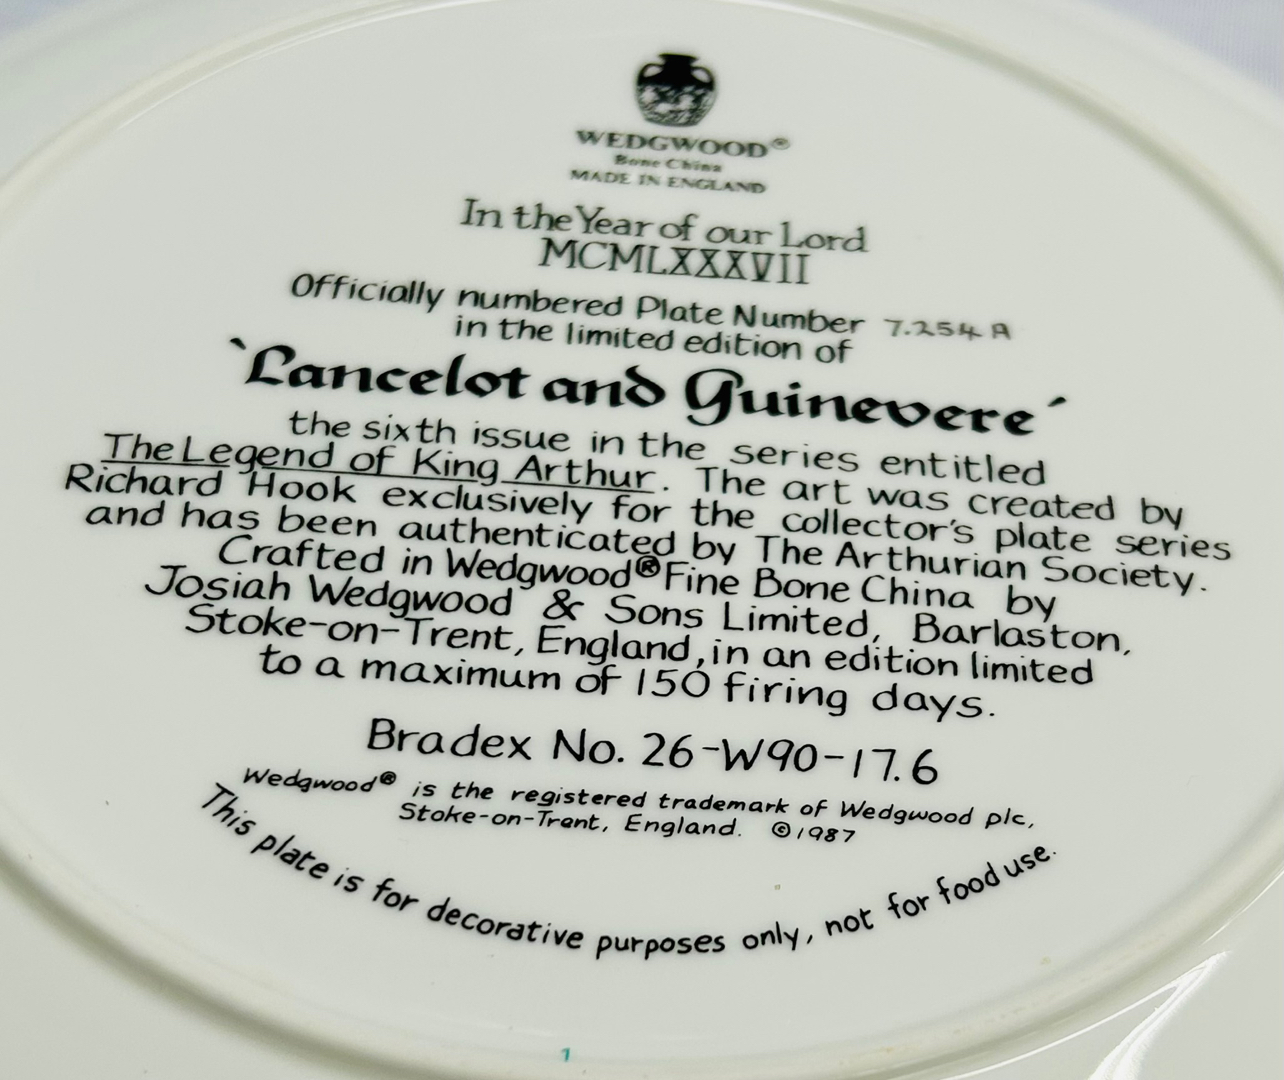 WEDGWOOD®
Bone China
MADE IN ENGLAND
In the Year of our Lord
MCMLXXXVII
Officially numbered Plate Number 7.254 A
in the limited edition of
`Lancelot and Guinevere´
the sixth issue in the series entitled
The Legend of King Arthur. The art was created by
Richard Hook exclusively for the collector's plate series
and has been authenticated by The Arthurian Society.
Crafted in Wedgwood® Fine Bone China by
Josiah Wedgwood & Sons Limited, Barlaston,
Stoke-on-Trent, England, in an edition limited
to a maximum of 150 firing days.
Bradex No. 26-W90-17.6
Wedgwood® is the registered trademark of Wedgwood plc,
Stoke-on-Trent, England. ©1987
This plate is for decorative purposes only, not for food use.
1